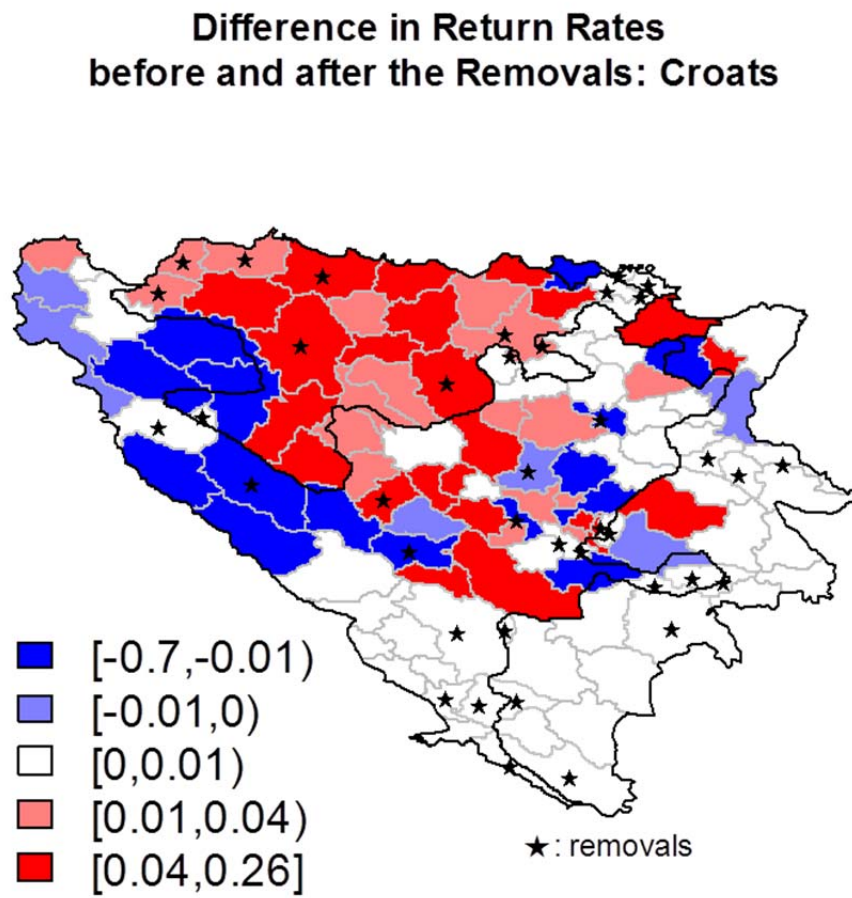 Difference in Return Rates
before and after the Removals: Croats
[-0.7,-0.01)
[-0.01,0)
[0,0.01)
[0.01,0.04)
[0.04,0.26]
★: removals